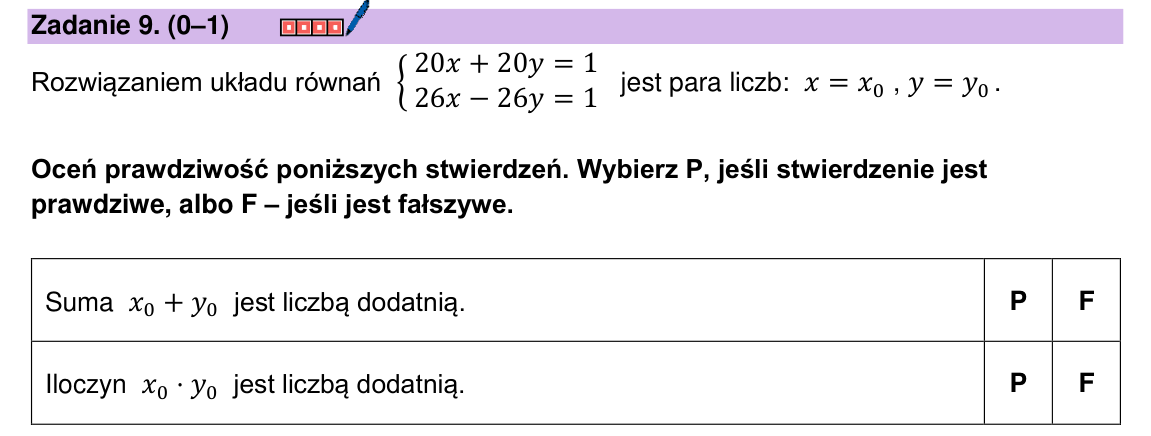 Zadanie 9. (0–1)
Rozwiązaniem układu równań { 20x + 20y = 1 jest para liczb: x = x₀ , y = y₀ .
26x − 26y = 1
Oceń prawdziwość poniższych stwierdzeń. Wybierz P, jeśli stwierdzenie jest
prawdziwe, albo F – jeśli jest fałszywe.
Suma x₀ + y₀ jest liczbą dodatnią. P F
Iloczyn x₀ · y₀ jest liczbą dodatnią. P F